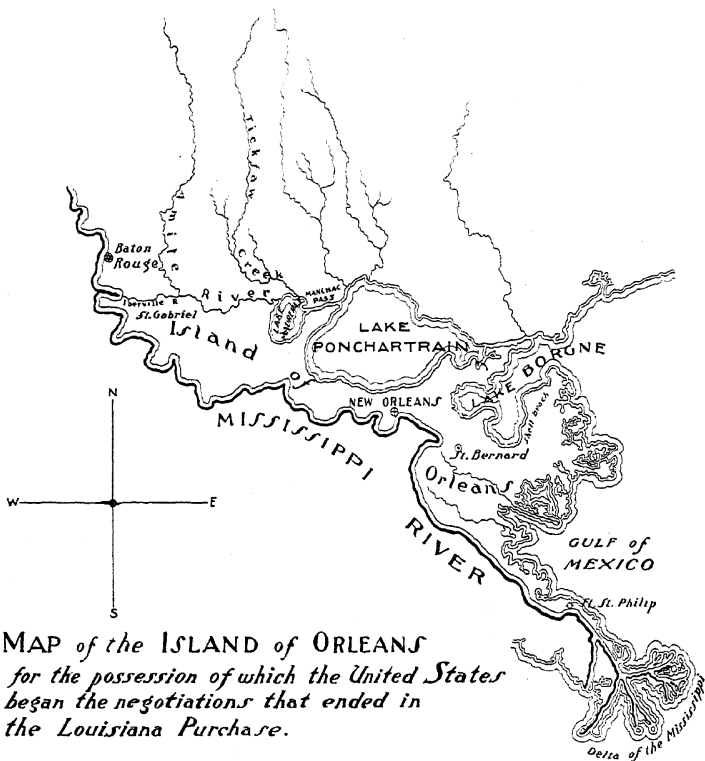 Ticksaw
Creek
Amite
River
Baton
Rouge
Iberville R
St. Gabriel
MANCHAC
PASS
LAKE
PONCHARTRAIN
LAKE BORGNE
Shell Beach
Island
of
Orleans
NEW ORLEANS
MISSISSIPPI
RIVER
St. Bernard
GULF of
MEXICO
Ft. St. Philip
Delta of the Mississippi
N
W
E
S
MAP of the ISLAND of ORLEANS
for the possession of which the United States
began the negotiations that ended in
the Louisiana Purchase.